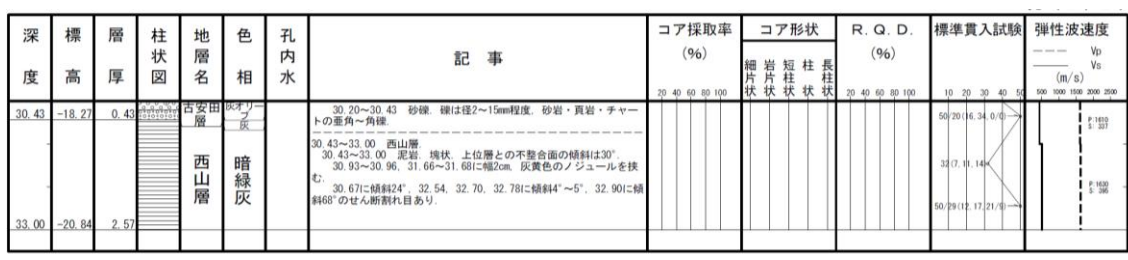 深度
標高
層厚
柱状図
地層名
色相
孔内水
記 事
コア採取率
(%)
20 40 60 80 100
コア形状
細片状
岩片状
短柱状
柱状
長柱状
R. Q. D.
(%)
20 40 60 80 100
標準貫入試験
10 20 30 40 50
弾性波速度
Vp
Vs
(m/s)
500 1000 1500 2000 2500
30.43 -18.27 0.43
古安田層
灰オリーブ
灰
30.20～30.43 砂礫. 礫は径2～15mm程度. 砂岩・頁岩・チャー
トの亜角～角礫.
30.43～33.00 西山層.
30.43～33.00 泥岩. 塊状. 上位層との不整合面の傾斜は30°.
30.93～30.96, 31.66～31.68に幅2cm, 灰黄色のノジュールを挟
む.
30.67に傾斜24°, 32.54, 32.70, 32.78に傾斜4°～5°, 32.90に傾
斜68°のせん断割れ目あり.
西山層
暗緑灰
33.00 -20.84 2.57
50/20(16, 34, 0/0)
32(7, 11, 14)
50/29(12, 17, 21/9)
P:1610
S: 337
P:1630